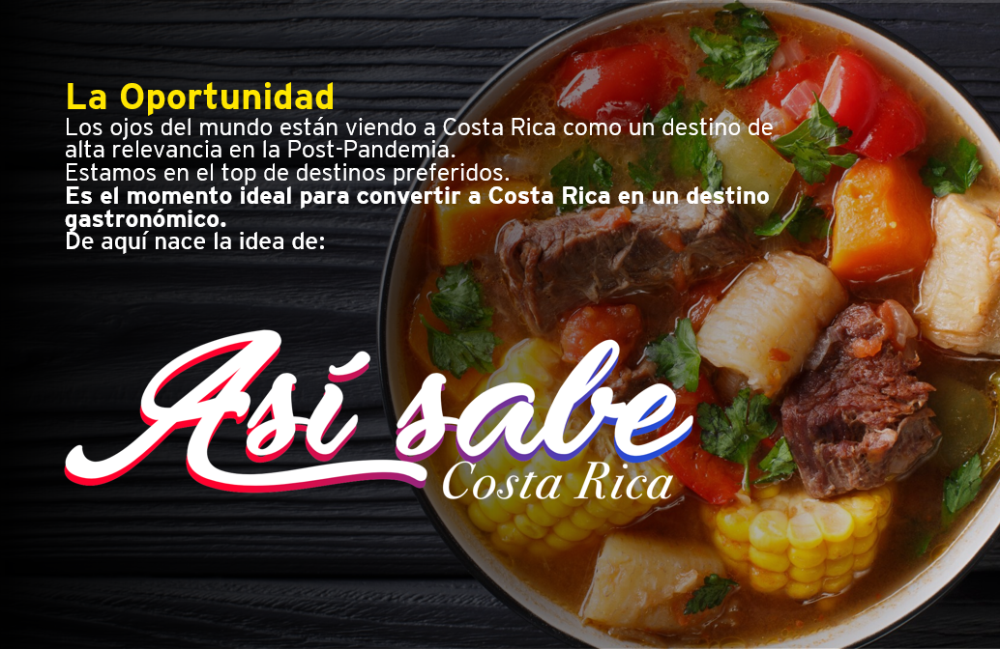 La Oportunidad
Los ojos del mundo están viendo a Costa Rica como un destino de
alta relevancia en la Post-Pandemia.
Estamos en el top de destinos preferidos.
Es el momento ideal para convertir a Costa Rica en un destino
gastronómico.
De aquí nace la idea de:
Así sabe
Costa Rica